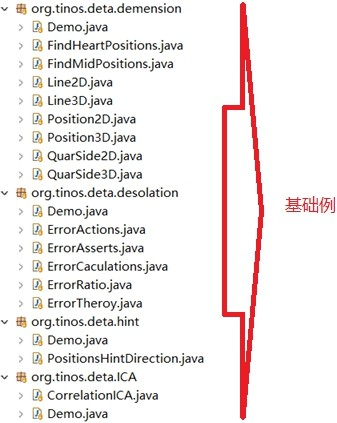 org.tinos.deta.demension
Demo.java
FindHeartPositions.java
FindMidPositions.java
Line2D.java
Line3D.java
Position2D.java
Position3D.java
QuarSide2D.java
QuarSide3D.java
org.tinos.deta.desolation
Demo.java
ErrorActions.java
ErrorAsserts.java
ErrorCaculations.java
ErrorRatio.java
ErrorTheroy.java
org.tinos.deta.hint
Demo.java
PositionsHintDirection.java
org.tinos.deta.ICA
CorrelationICA.java
Demo.java
基础例